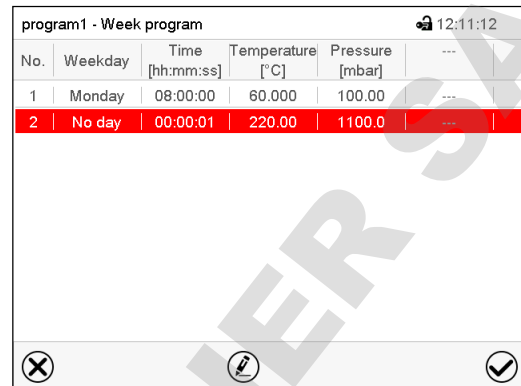 program1 - Week program 12:11:12
No. Weekday Time [hh:mm:ss] Temperature [°C] Pressure [mbar] ---
1 Monday 08:00:00 60.000 100.00 ---
2 No day 00:00:01 220.00 1100.0 ---